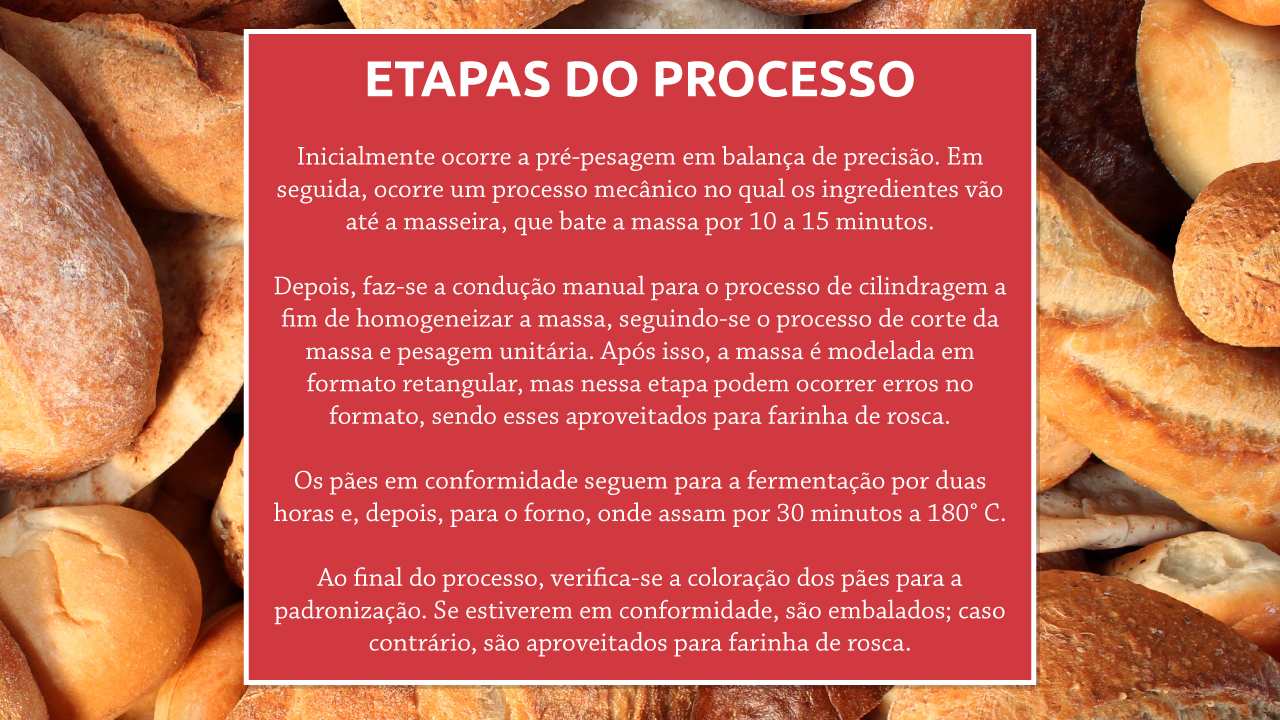 ETAPAS DO PROCESSO
Inicialmente ocorre a pré-pesagem em balança de precisão. Em
seguida, ocorre um processo mecânico no qual os ingredientes vão
até a masseira, que bate a massa por 10 a 15 minutos.
Depois, faz-se a condução manual para o processo de cilindragem a
fim de homogeneizar a massa, seguindo-se o processo de corte da
massa e pesagem unitária. Após isso, a massa é modelada em
formato retangular, mas nessa etapa podem ocorrer erros no
formato, sendo esses aproveitados para farinha de rosca.
Os pães em conformidade seguem para a fermentação por duas
horas e, depois, para o forno, onde assam por 30 minutos a 180° C.
Ao final do processo, verifica-se a coloração dos pães para a
padronização. Se estiverem em conformidade, são embalados; caso
contrário, são aproveitados para farinha de rosca.